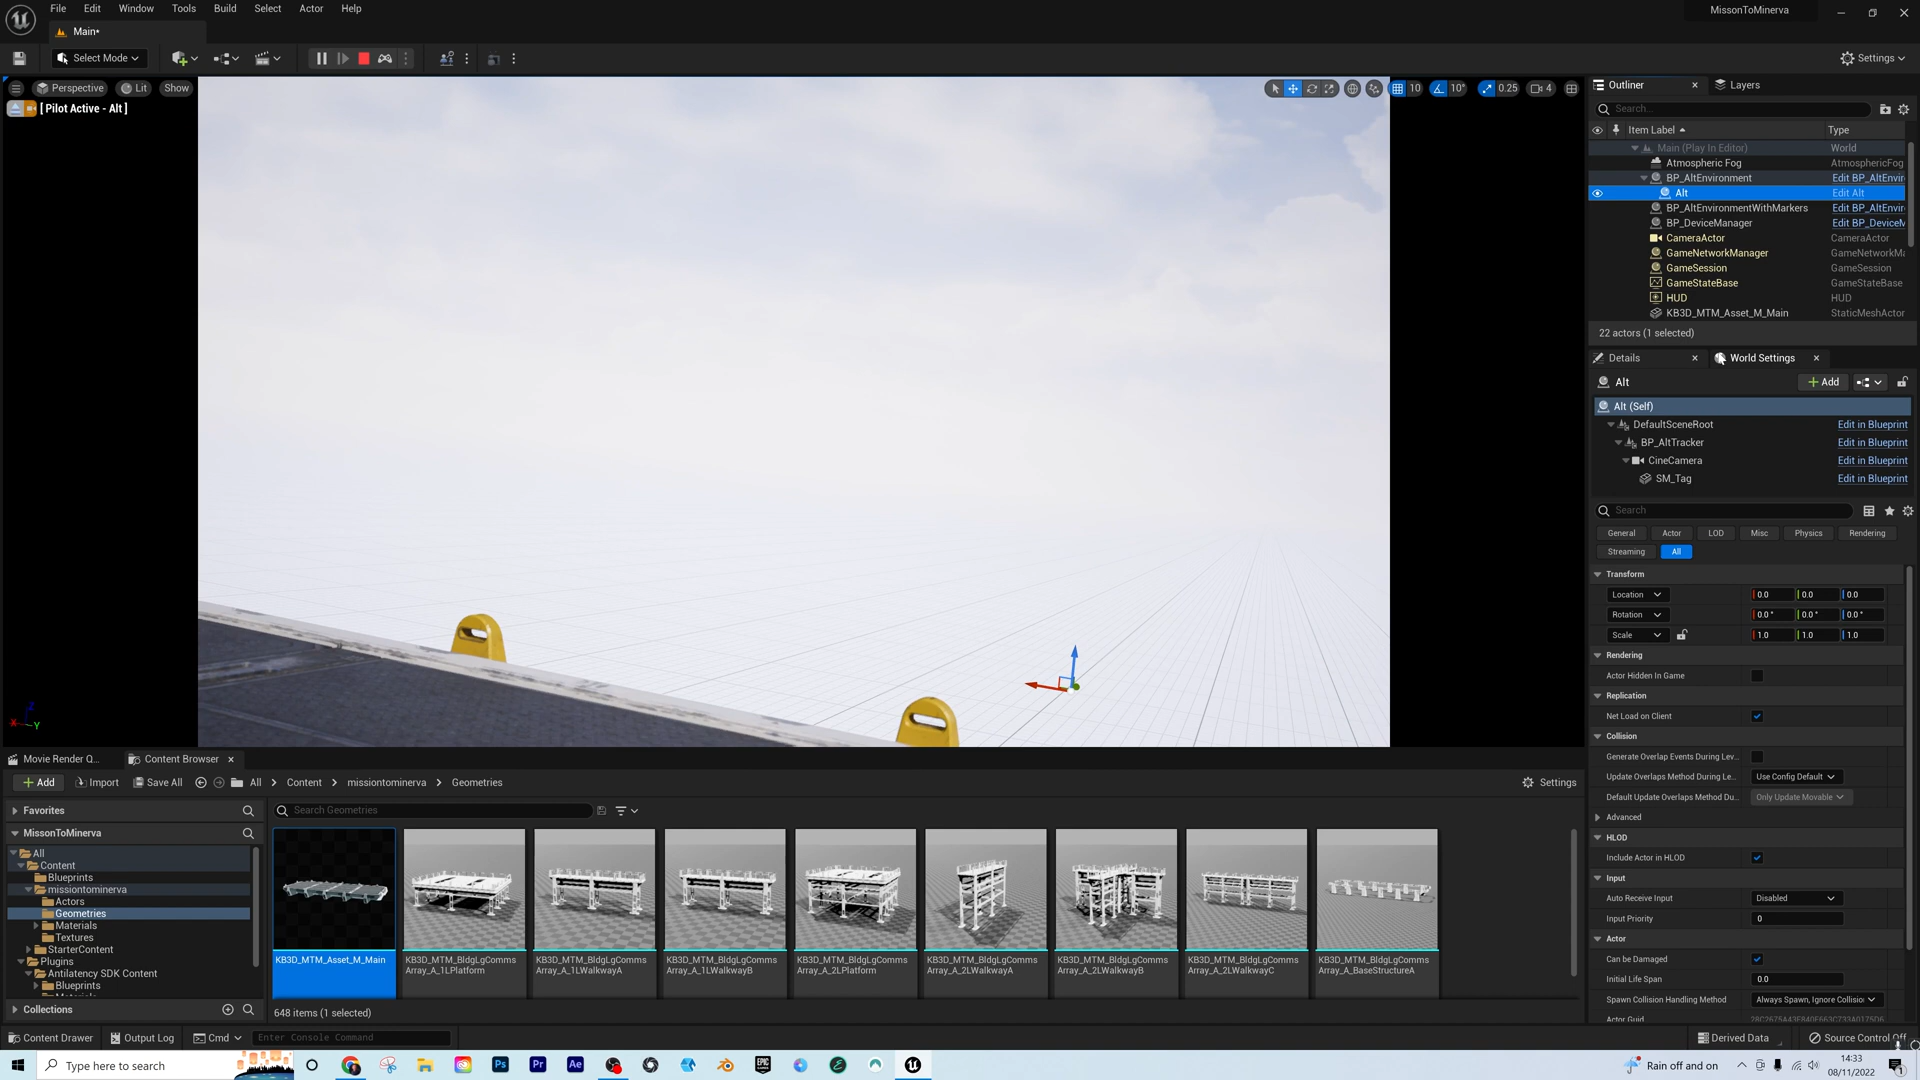 File Edit Window Tools Build Select Actor Help
MissonToMinerva
Main*
Select Mode
Settings
Perspective Lit Show
10 10° 0.25 4
[ Pilot Active - Alt ]
Outliner Layers
Search...
Item Label Type
Main (Play In Editor) World
Atmospheric Fog AtmosphericFog
BP_AltEnvironment Edit BP_AltEnvir
Alt Edit Alt
BP_AltEnvironmentWithMarkers Edit BP_AltEnvir
BP_DeviceManager Edit BP_DeviceM
CameraActor CameraActor
GameNetworkManager GameNetworkMa
GameSession GameSession
GameStateBase GameStateBase
HUD HUD
KB3D_MTM_Asset_M_Main StaticMeshActor
22 actors (1 selected)
Details World Settings
Alt
Add
Alt (Self)
DefaultSceneRoot Edit in Blueprint
BP_AltTracker Edit in Blueprint
CineCamera Edit in Blueprint
SM_Tag Edit in Blueprint
Search
General Actor LOD Misc Physics Rendering
Streaming All
Transform
Location 0.0 0.0 0.0
Rotation 0.0° 0.0° 0.0°
Scale 1.0 1.0 1.0
Rendering
Actor Hidden In Game
Replication
Net Load on Client
Collision
Generate Overlap Events During Lev...
Update Overlaps Method During Le... Use Config Default
Default Update Overlaps Method Du... Only Update Movable
Advanced
HLOD
Include Actor in HLOD
Input
Auto Receive Input Disabled
Input Priority 0
Actor
Can be Damaged
Initial Life Span 0.0
Spawn Collision Handling Method Always Spawn, Ignore Collisio
Actor Guid
X Z Y
Movie Render Q... Content Browser
Add Import Save All All Content missiontominerva Geometries Settings
Favorites
Search Geometries
MissonToMinerva
All
Content
Blueprints
missiontominerva
Actors
Geometries
Materials
Textures
StarterContent
Plugins
Antilatency SDK Content
Blueprints
Collections
KB3D_MTM_Asset_M_Main
KB3D_MTM_BldgLgComms
Array_A_1LPlatform
KB3D_MTM_BldgLgComms
Array_A_1LWalkwayA
KB3D_MTM_BldgLgComms
Array_A_1LWalkwayB
KB3D_MTM_BldgLgComms
Array_A_2LPlatform
KB3D_MTM_BldgLgComms
Array_A_2LWalkwayA
KB3D_MTM_BldgLgComms
Array_A_2LWalkwayB
KB3D_MTM_BldgLgComms
Array_A_2LWalkwayC
KB3D_MTM_BldgLgComms
Array_A_BaseStructureA
648 items (1 selected)
Content Drawer Output Log Cmd Enter Console Command
Derived Data Source Control Off
Type here to search
Ps Pr Ae EPIC GAMES
Rain off and on
14:33
08/11/2022
1